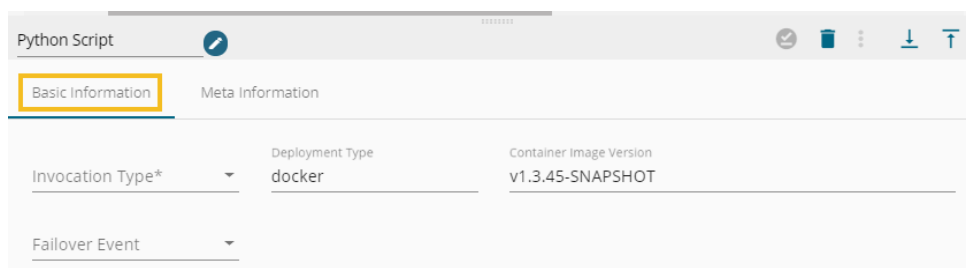 Python Script
Basic Information
Meta Information
Deployment Type
Container Image Version
Invocation Type*
docker
v1.3.45-SNAPSHOT
Failover Event